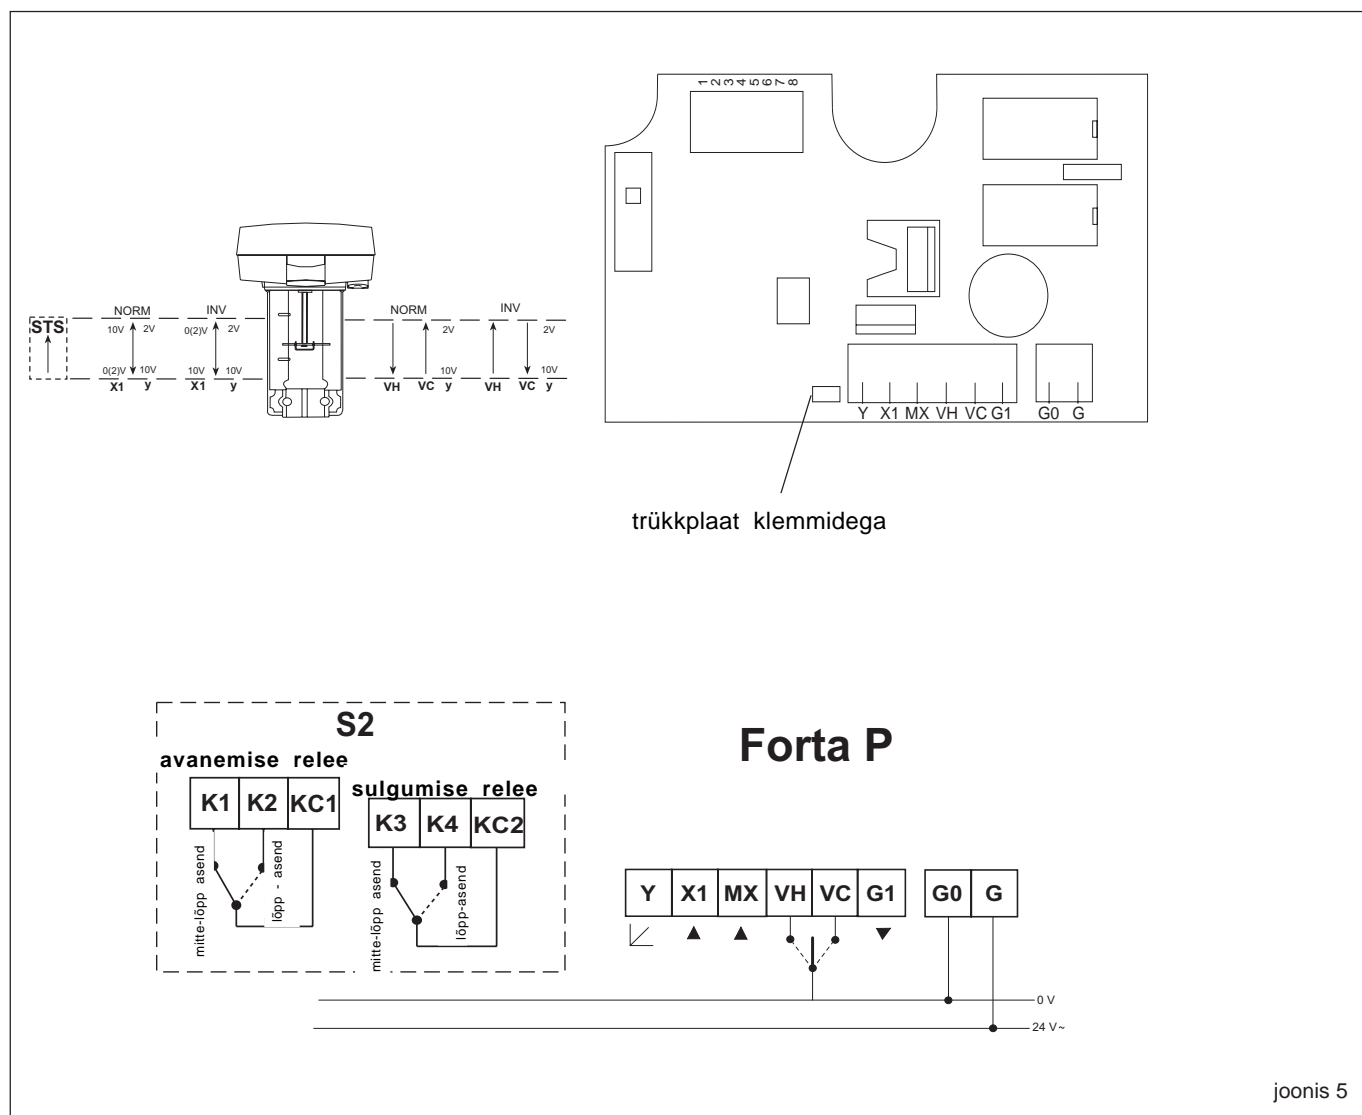 1 2 3 4 5 6 7 8
STS
NORM INV NORM INV
10V 2V 0(2)V 2V 2V 2V
0(2)V 10V 10V 10V 10V 10V
X1 y X1 y VH VC y VH VC y
Y X1 MX VH VC G1 G0 G
trükkplaat klemmidega
S2
avanemise relee
K1 K2 KC1
sulgumise relee
K3 K4 KC2
mitte-lõpp asend
lõpp - asend
mitte-lõpp asend
lõpp-asend
Forta P
Y X1 MX VH VC G1 G0 G
0 V
24 V~
joonis 5